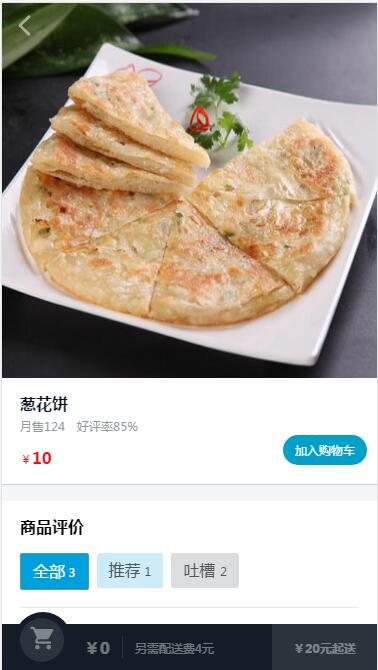 葱花饼
月售124 好评率85%
￥10 加入购物车
商品评价
全部 3 推荐 1 吐槽 2
￥0 另需配送费4元 ￥20元起送